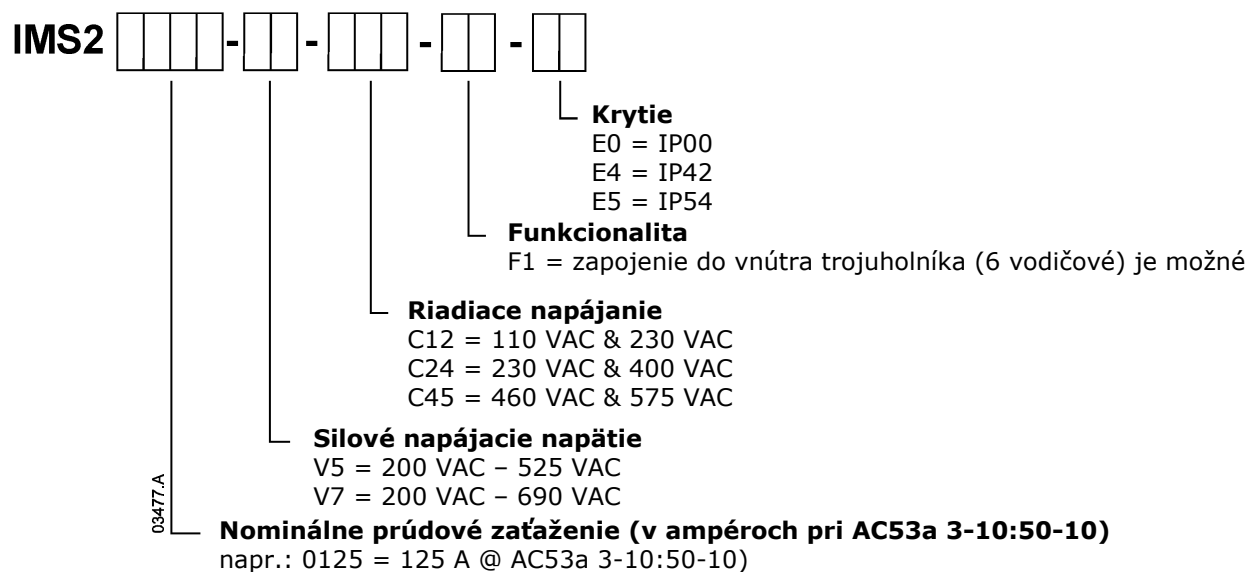 IMS2 - - - -
Krytie
E0 = IP00
E4 = IP42
E5 = IP54
Funkcionalita
F1 = zapojenie do vnútra trojuholníka (6 vodičové) je možné
Riadiace napájanie
C12 = 110 VAC & 230 VAC
C24 = 230 VAC & 400 VAC
C45 = 460 VAC & 575 VAC
Silové napájacie napätie
V5 = 200 VAC – 525 VAC
V7 = 200 VAC – 690 VAC
03477.A
Nominálne prúdové zaťaženie (v ampéroch pri AC53a 3-10:50-10)
napr.: 0125 = 125 A @ AC53a 3-10:50-10)